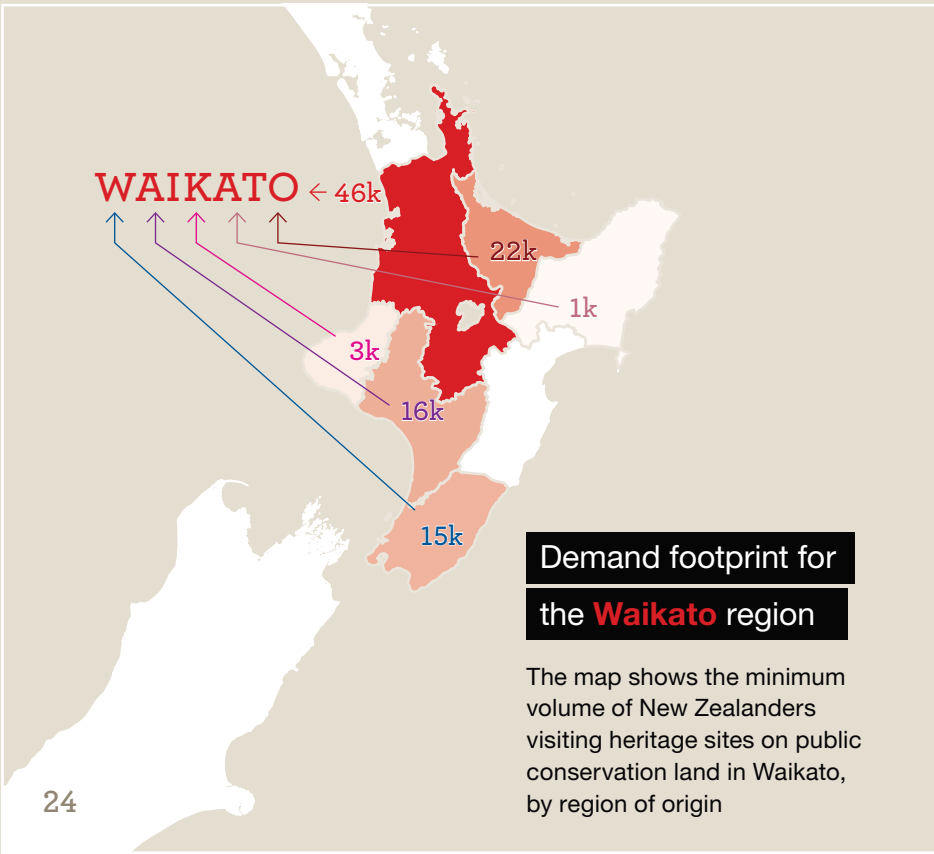 WAIKATO ← 46k
22k
1k
3k
16k
15k
Demand footprint for
the Waikato region
The map shows the minimum
volume of New Zealanders
visiting heritage sites on public
conservation land in Waikato,
by region of origin
24